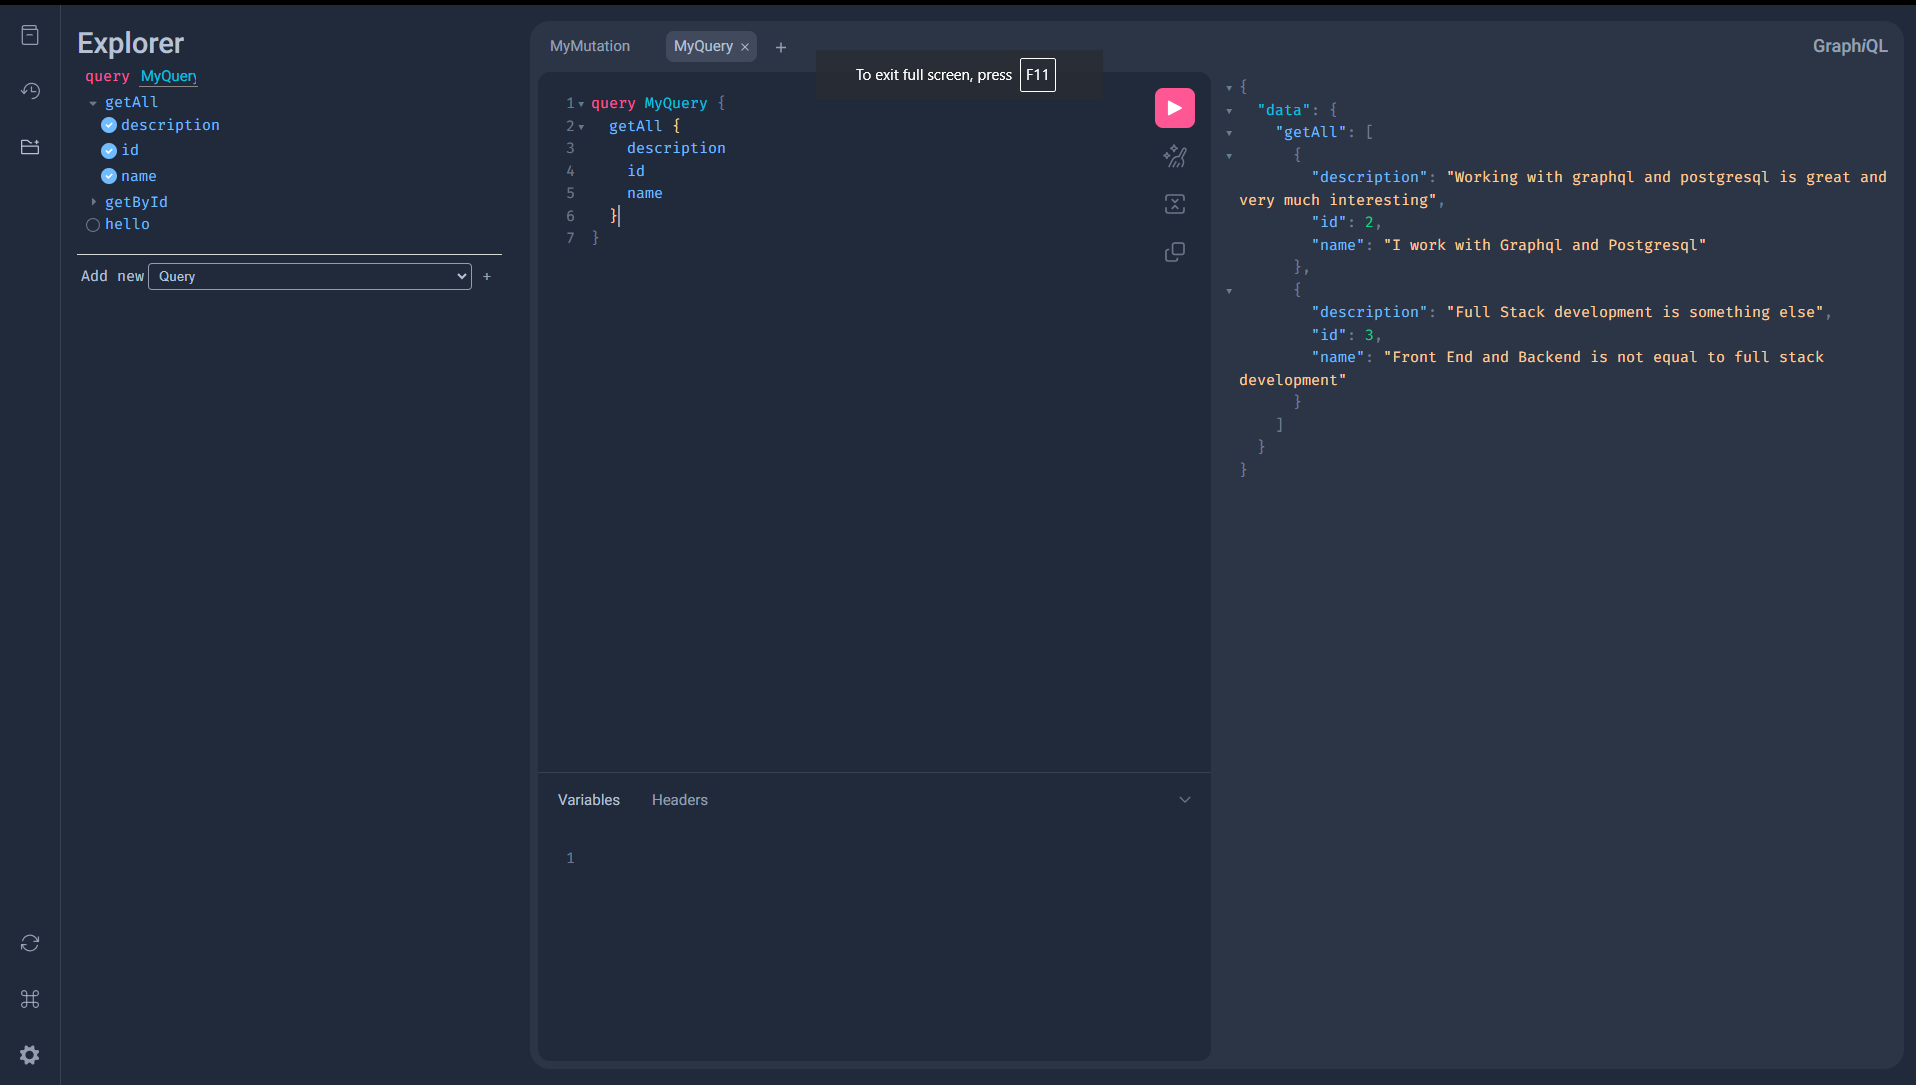 Explorer
query MyQuery
getAll
description
id
name
getById
hello
Add new Query +
MyMutation
MyQuery × +
To exit full screen, press F11
GraphiQL
1 query MyQuery {
2 getAll {
3 description
4 id
5 name
6 }
7 }
Variables Headers
1
{
"data": {
"getAll": [
{
"description": "Working with graphql and postgresql is great and
very much interesting",
"id": 2,
"name": "I work with Graphql and Postgresql"
},
{
"description": "Full Stack development is something else",
"id": 3,
"name": "Front End and Backend is not equal to full stack
development"
}
]
}
}